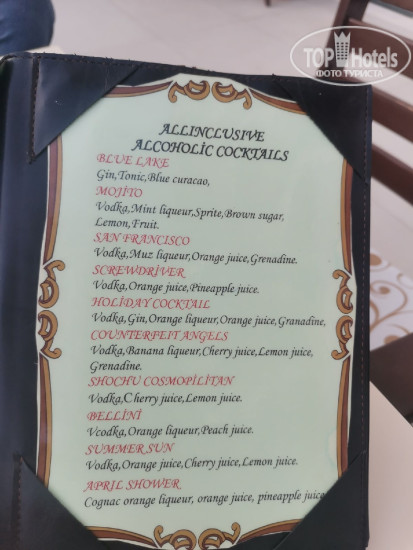 TOPHotels
ФОТО ТУРИСТА
ALLINCLUSIVE
ALCOHOLİC COCKTAILS
BLUE LAKE
Gin,Tonic,Blue curacao,
MOJİTO
Vodka,Mint liqueur,Sprite,Brown sugar,
Lemon,Fruit.
SAN FRANCISCO
Vodka,Muz liqueur,Orange juice,Grenadine.
SCREWDRİVER
Vodka,Orange juice,Pineapple juice.
HOLİDAY COCKTAIL
Vodka,Gin,Orange liqueur,Orange juice,Granadine,
COUNTERFEIT ANGELS
Vodka,Banana liqueur,Cherry juice,Lemon juice,
Grenadine.
SHOCHU COSMOPILİTAN
Vodka,Cherry juice,Lemon juice.
BELLİNİ
Vcodka,Orange liqueur,Peach juice.
SUMMER SUN
Vodka,Orange juice,Cherry juice,Lemon juice.
APRIL SHOWER
Cognac orange liqueur, orange juice, pineapple juice